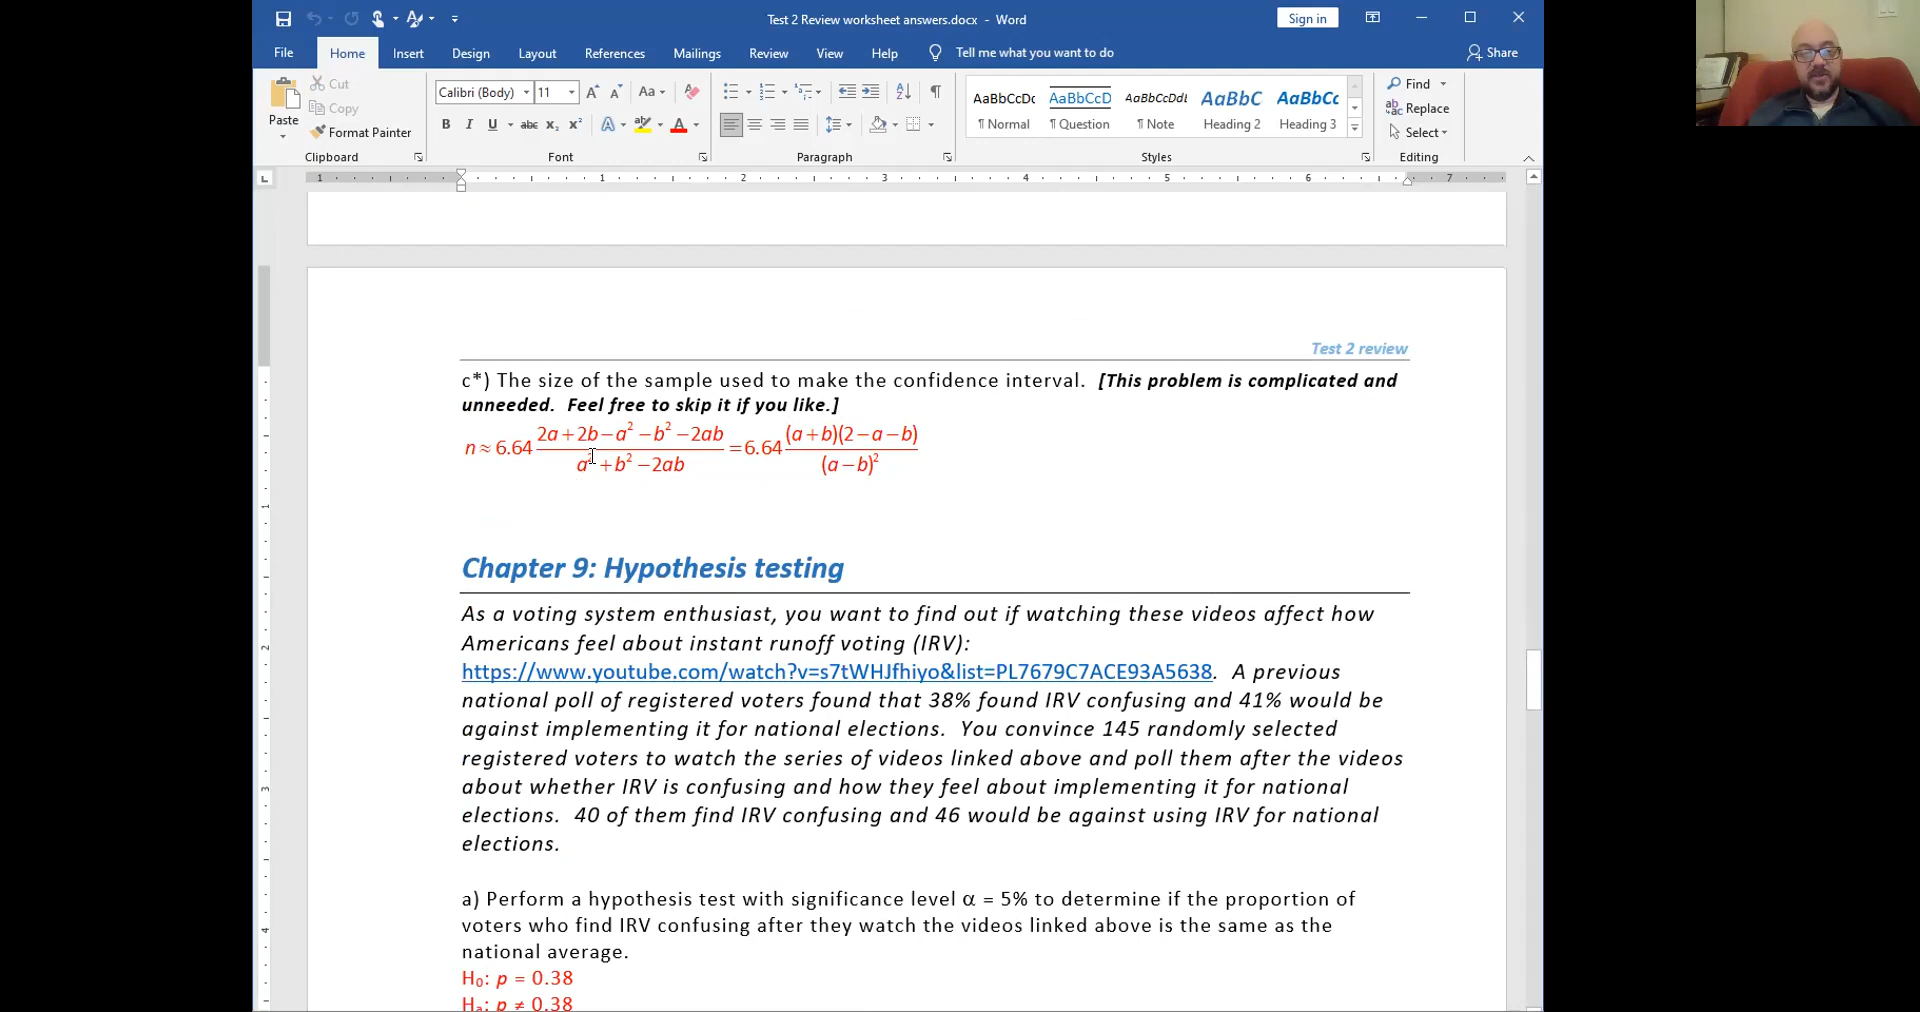 Test 2 Review worksheet answers.docx - Word
Sign in
File Home Insert Design Layout References Mailings Review View Help Tell me what you want to do Share
Paste
Cut
Copy
Format Painter
Clipboard
Calibri (Body) 11
Font
Paragraph
AaBbCcDc AaBbCcD AaBbCcDdI AaBbC AaBbCc
¶ Normal ¶ Question ¶ Note Heading 2 Heading 3
Styles
Find
Replace
Select
Editing
1 1 2 3 4 5 6 7
Test 2 review
c*) The size of the sample used to make the confidence interval. [This problem is complicated and
unneeded. Feel free to skip it if you like.]
n ≈ 6.64 (2a + 2b − a² − b² − 2ab)/(a² + b² − 2ab) = 6.64 ((a + b)(2 − a − b))/((a − b)²)
Chapter 9: Hypothesis testing
As a voting system enthusiast, you want to find out if watching these videos affect how
Americans feel about instant runoff voting (IRV):
https://www.youtube.com/watch?v=s7tWHJfhiyo&list=PL7679C7ACE93A5638. A previous
national poll of registered voters found that 38% found IRV confusing and 41% would be
against implementing it for national elections. You convince 145 randomly selected
registered voters to watch the series of videos linked above and poll them after the videos
about whether IRV is confusing and how they feel about implementing it for national
elections. 40 of them find IRV confusing and 46 would be against using IRV for national
elections.
a) Perform a hypothesis test with significance level α = 5% to determine if the proportion of
voters who find IRV confusing after they watch the videos linked above is the same as the
national average.
H₀: p = 0.38
Hₐ: p ≠ 0.38